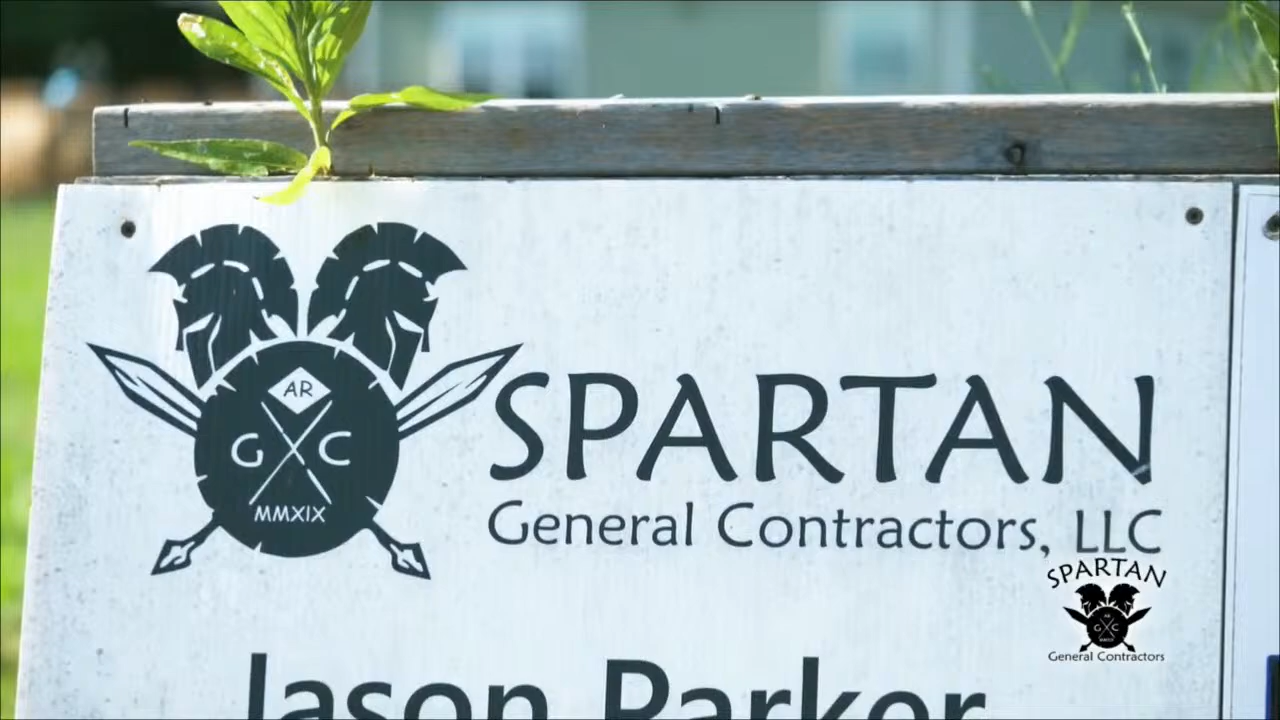 AR
G C
MMXIX
SPARTAN
General Contractors, LLC
SPARTAN
G C
General Contractors
Jason Parker